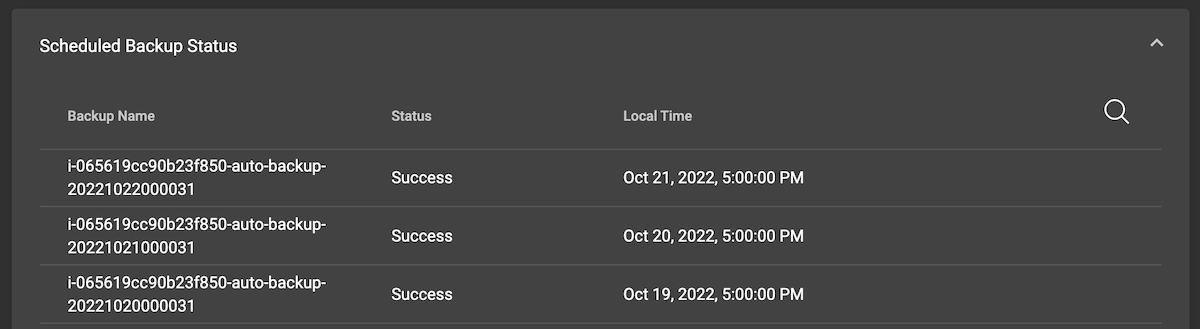 Scheduled Backup Status
Backup Name Status Local Time
i-065619cc90b23f850-auto-backup-
20221022000031
Success
Oct 21, 2022, 5:00:00 PM
i-065619cc90b23f850-auto-backup-
20221021000031
Success
Oct 20, 2022, 5:00:00 PM
i-065619cc90b23f850-auto-backup-
20221020000031
Success
Oct 19, 2022, 5:00:00 PM